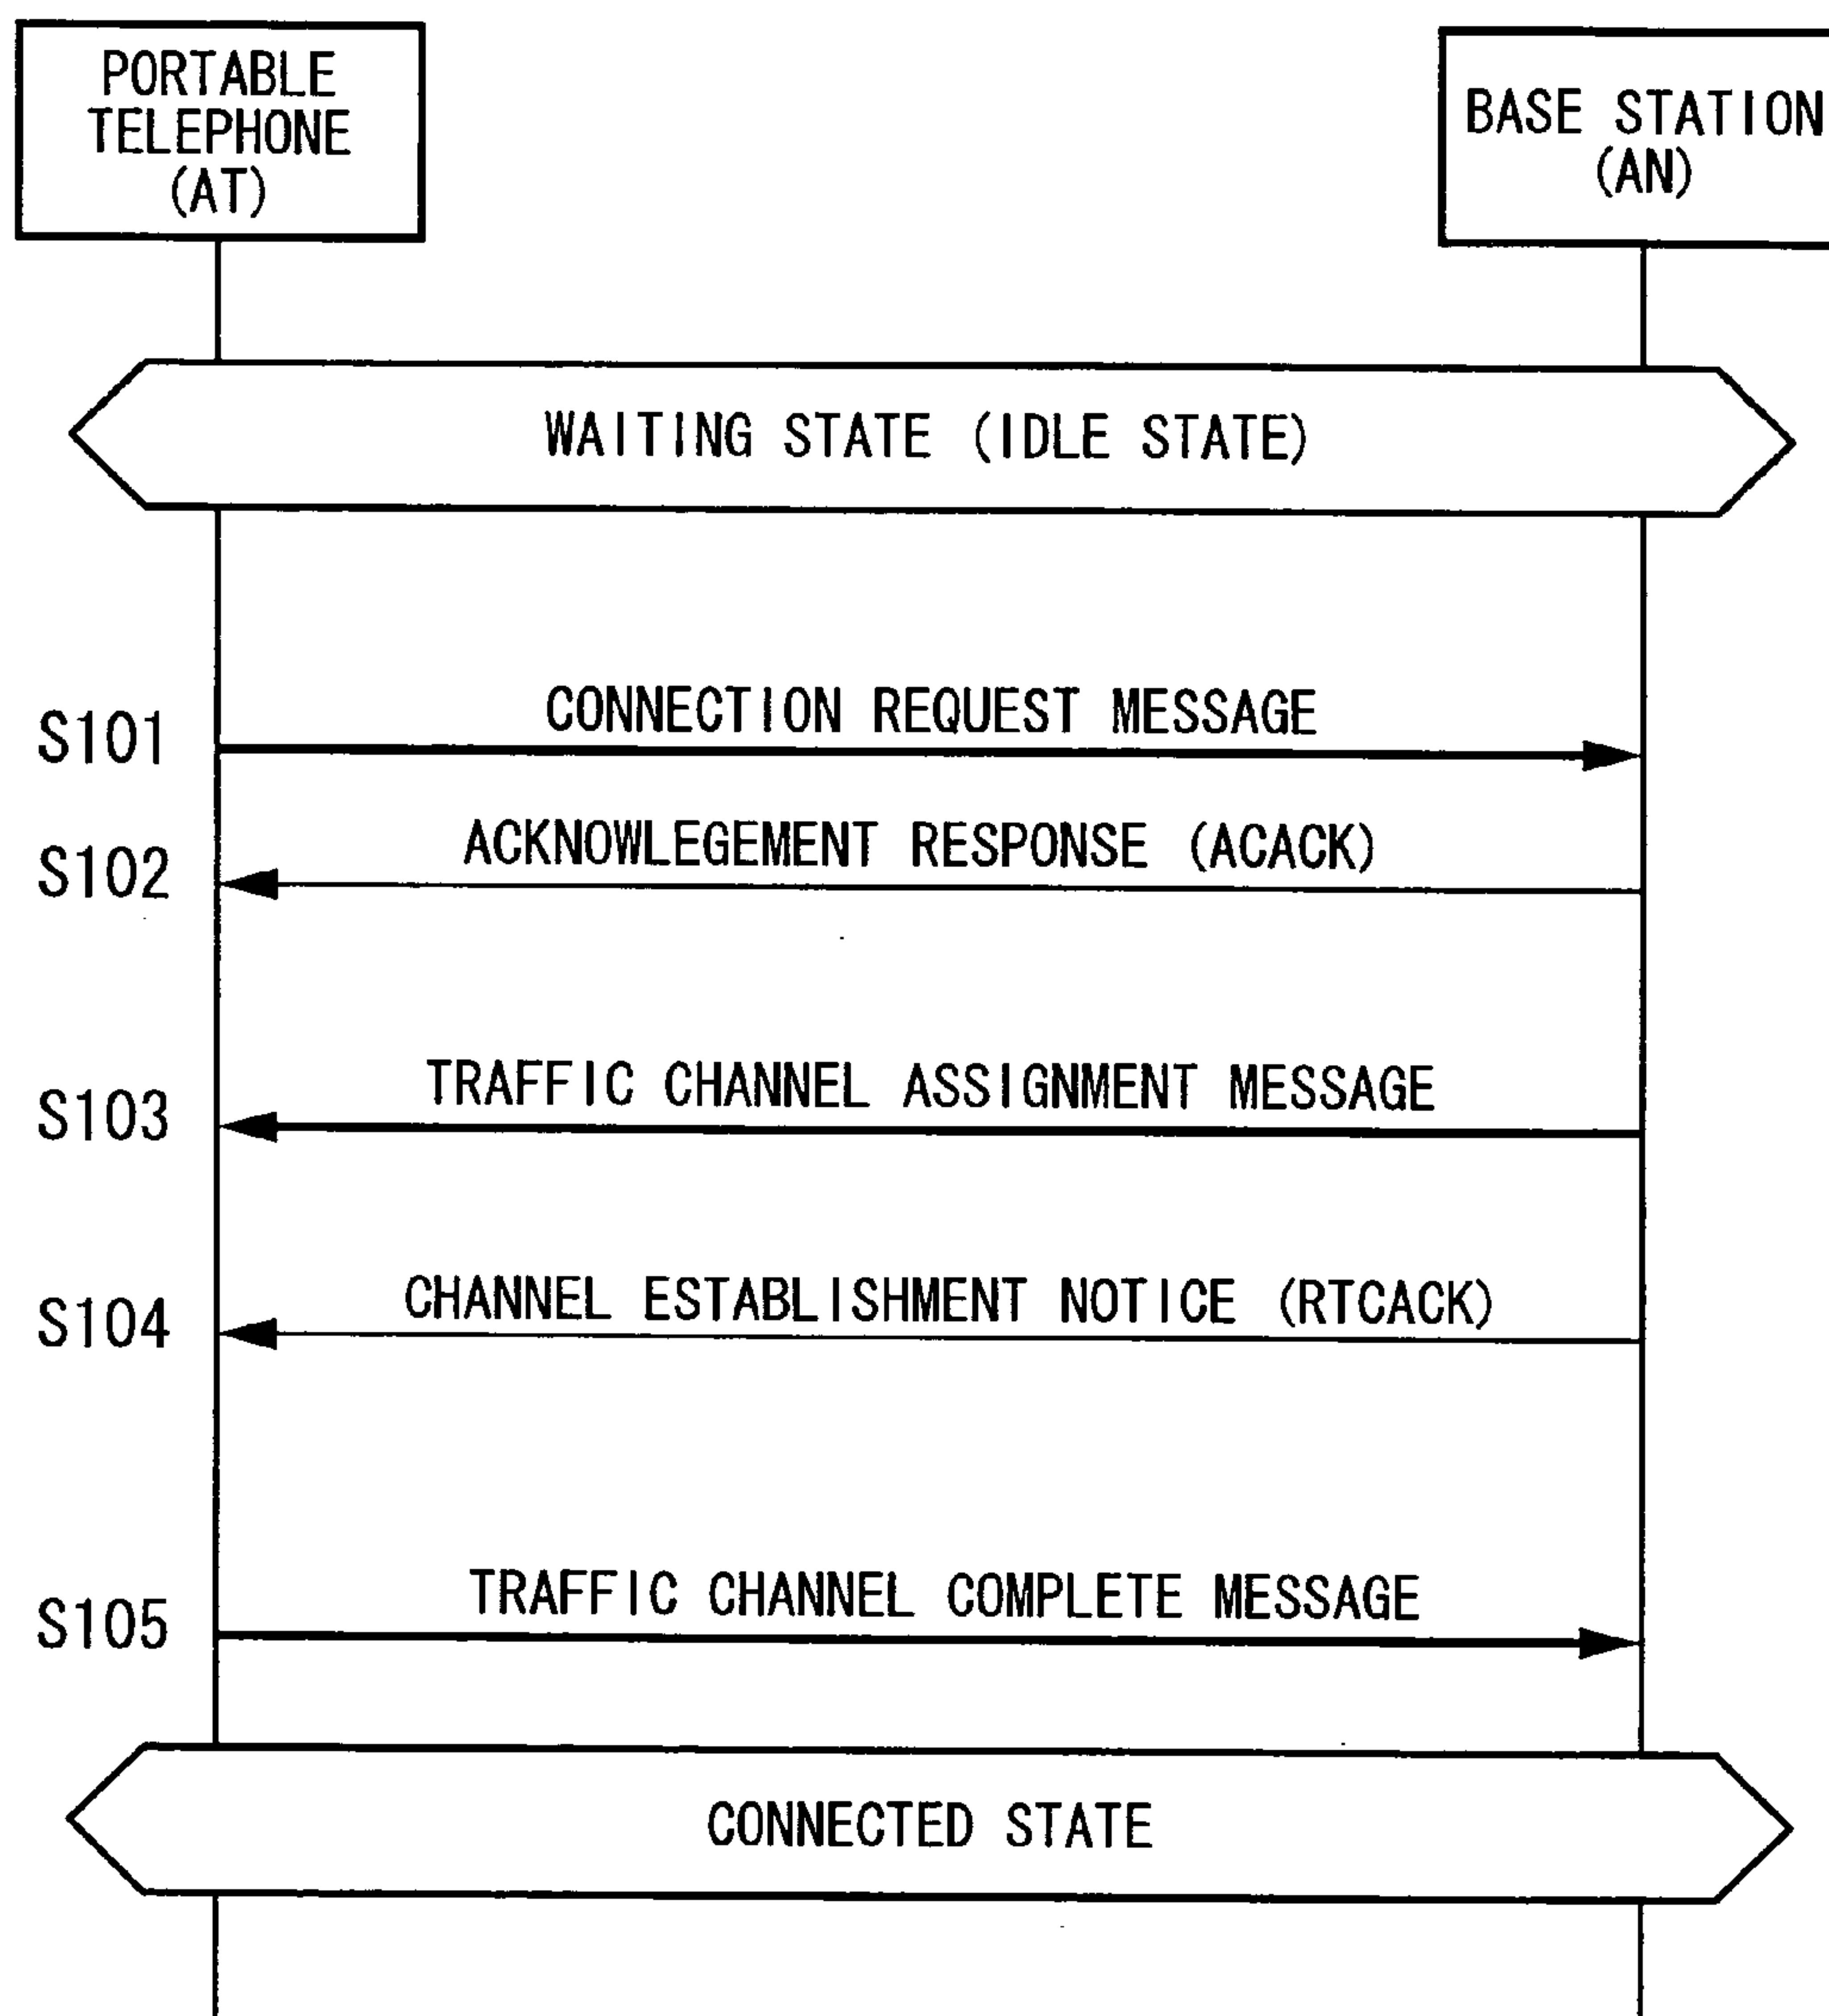 PORTABLE
TELEPHONE
(AT)
BASE STATION
(AN)
WAITING STATE (IDLE STATE)
CONNECTION REQUEST MESSAGE
S101
ACKNOWLEGEMENT RESPONSE (ACACK)
S102
TRAFFIC CHANNEL ASSIGNMENT MESSAGE
S103
CHANNEL ESTABLISHMENT NOTICE (RTCACK)
S104
TRAFFIC CHANNEL COMPLETE MESSAGE
S105
CONNECTED STATE